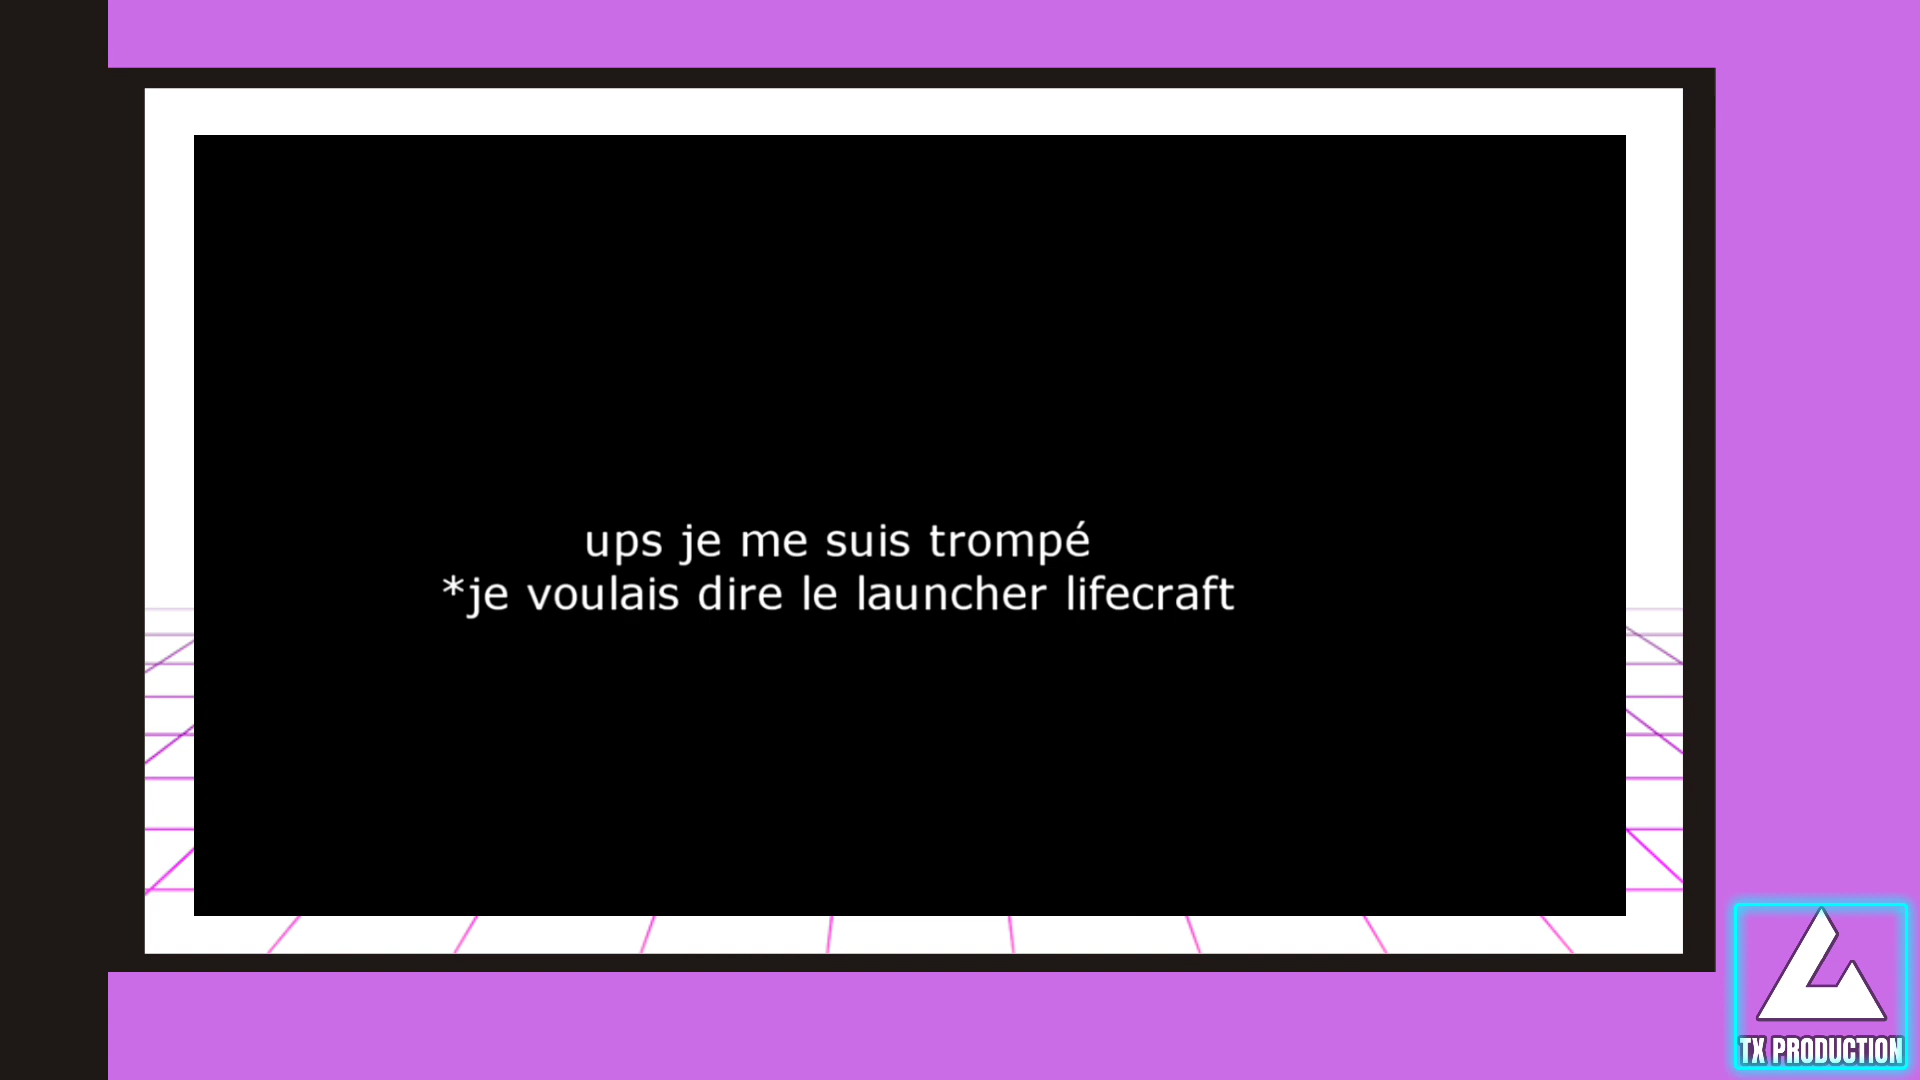 ups je me suis trompé
*je voulais dire le launcher lifecraft
TX PRODUCTION